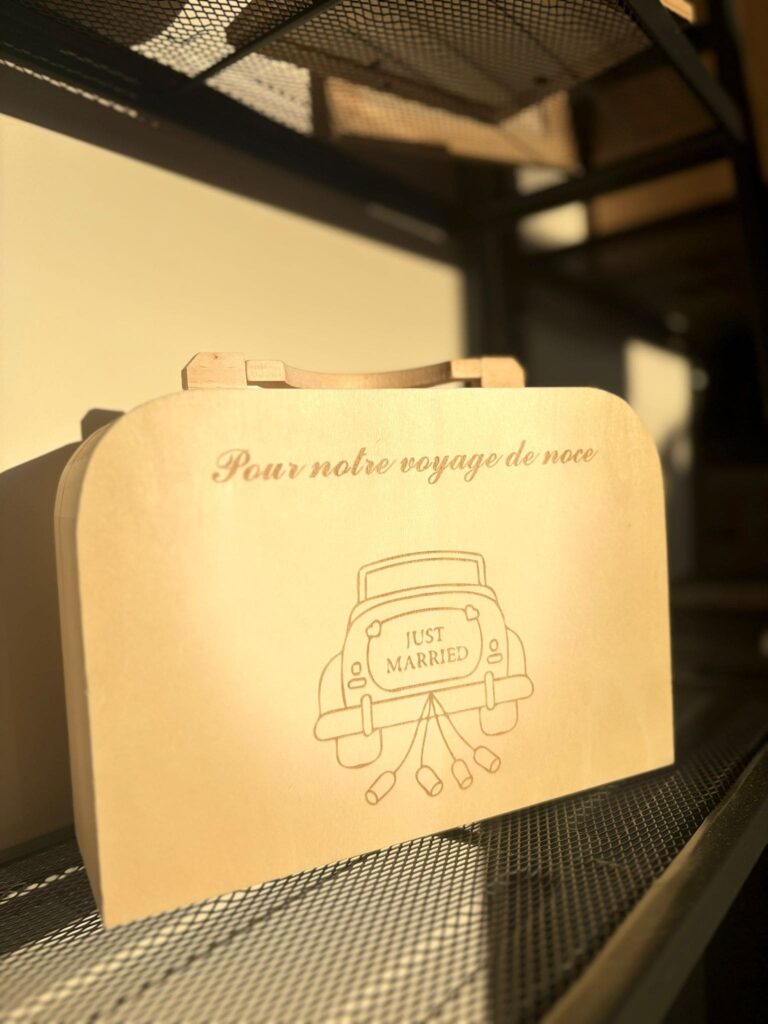 Pour notre voyage de noce
JUST
MARRIED